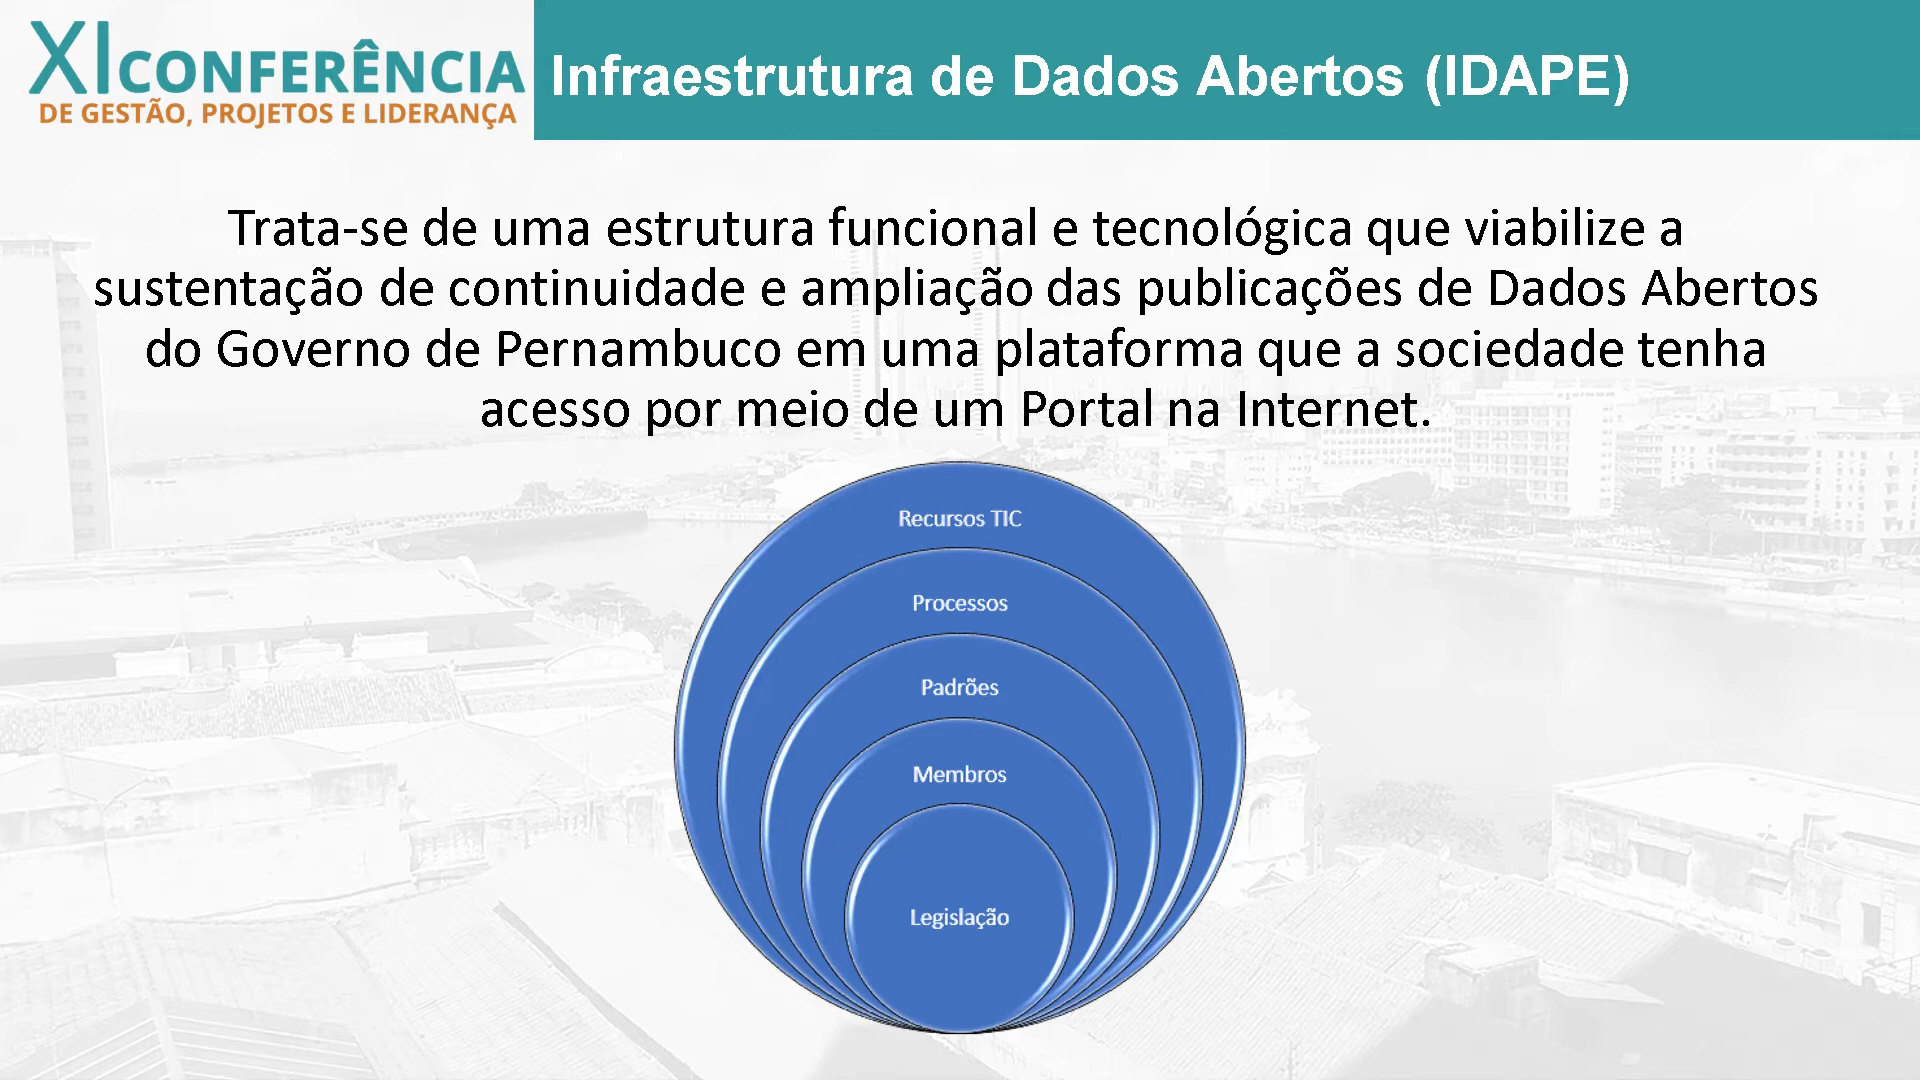 XI CONFERÊNCIA
DE GESTÃO, PROJETOS E LIDERANÇA
Infraestrutura de Dados Abertos (IDAPE)
Trata-se de uma estrutura funcional e tecnológica que viabilize a
sustentação de continuidade e ampliação das publicações de Dados Abertos
do Governo de Pernambuco em uma plataforma que a sociedade tenha
acesso por meio de um Portal na Internet.
Recursos TIC
Processos
Padrões
Membros
Legislação